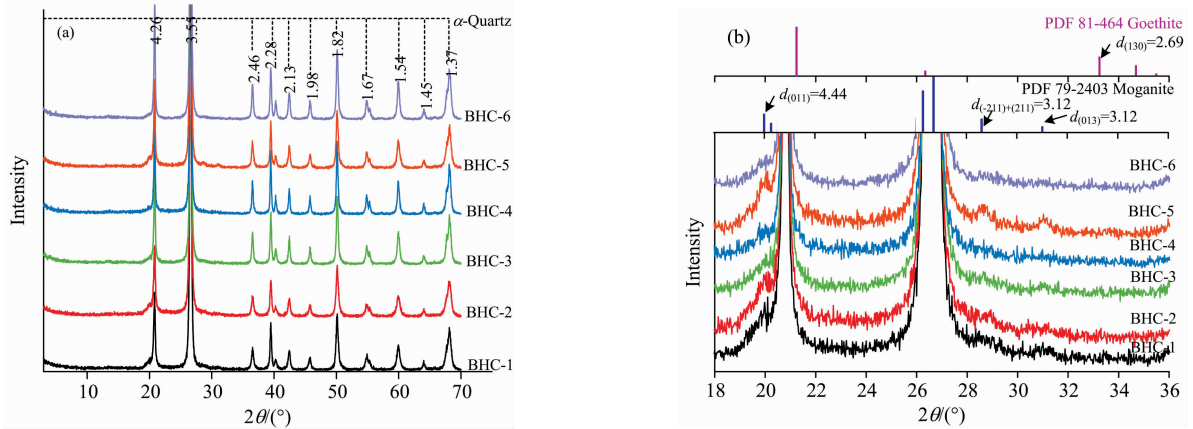 (a)
α-Quartz
4.26
3.55
2.46
2.28
2.13
1.98
1.82
1.67
1.54
1.45
1.37
BHC-6
BHC-5
BHC-4
BHC-3
BHC-2
BHC-1
Intensity
10 20 30 40 50 60 70
2θ/(°)
(b)
PDF 81-464 Goethite
d(130)=2.69
PDF 79-2403 Moganite
d(011)=4.44
d(-211)+(211)=3.12
d(013)=3.12
BHC-6
BHC-5
BHC-4
BHC-3
BHC-2
BHC-1
Intensity
18 20 22 24 26 28 30 32 34 36
2θ/(°)